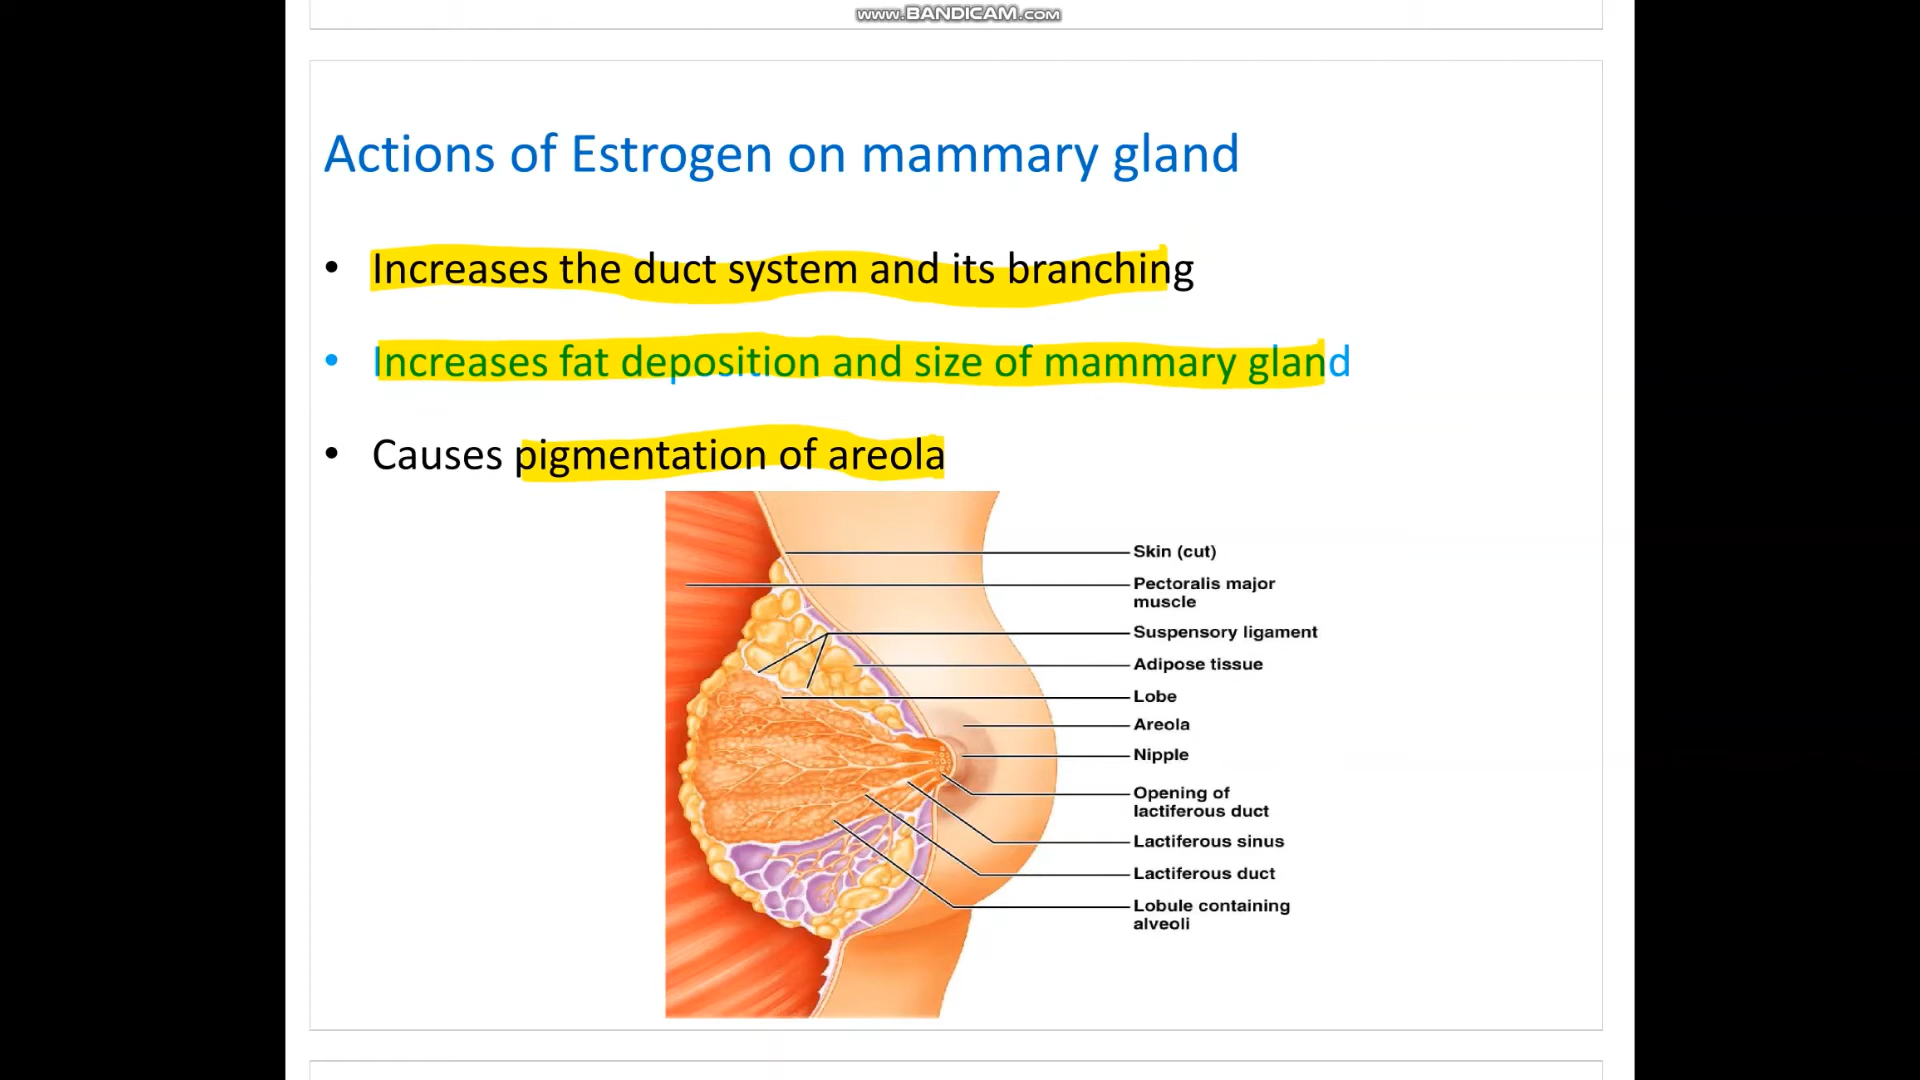 www.BANDICAM.com
Actions of Estrogen on mammary gland
• Increases the duct system and its branching
• Increases fat deposition and size of mammary gland
• Causes pigmentation of areola
Skin (cut)
Pectoralis major
muscle
Suspensory ligament
Adipose tissue
Lobe
Areola
Nipple
Opening of
lactiferous duct
Lactiferous sinus
Lactiferous duct
Lobule containing
alveoli